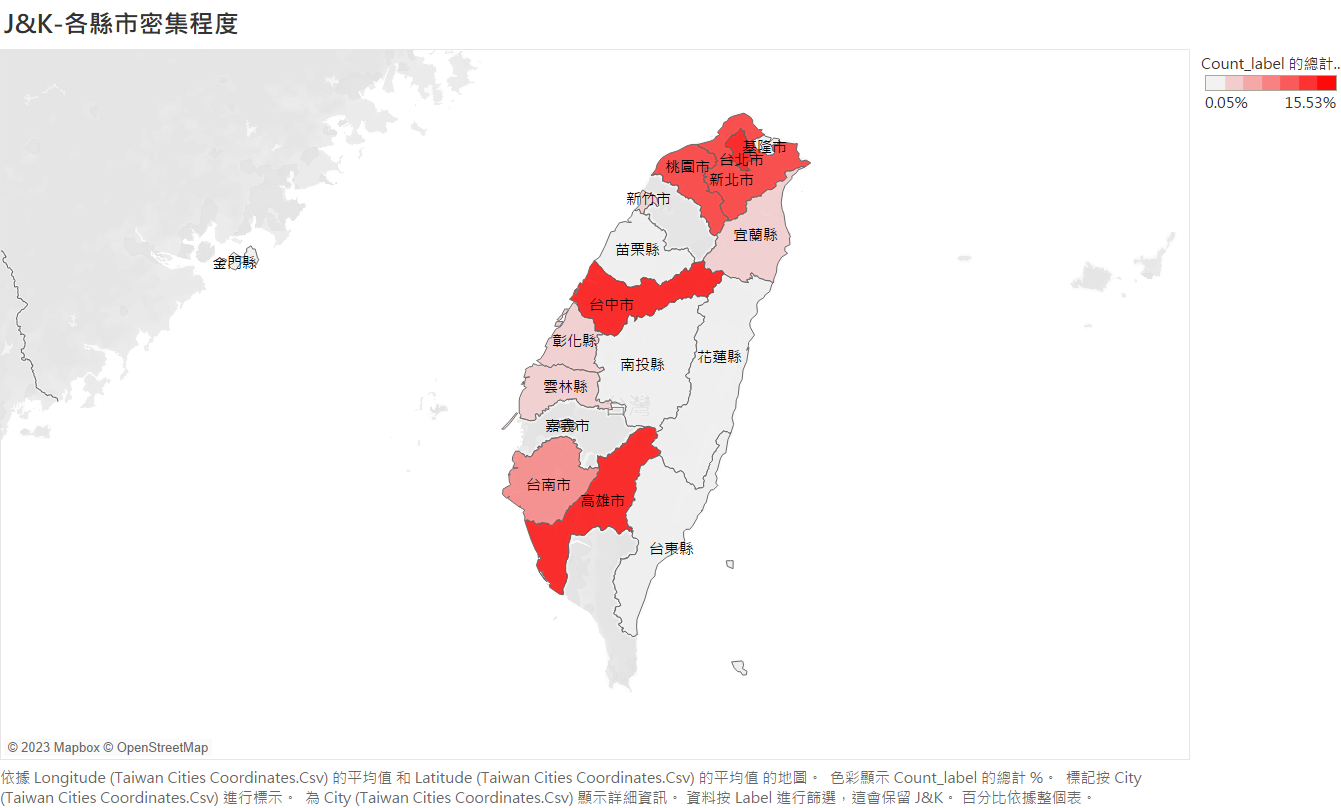 J&K-各縣市密集程度
Count_label 的總計..
0.05% 15.53%
基隆市
台北市
桃園市
新北市
新竹市
宜蘭縣
苗栗縣
金門縣
台中市
彰化縣
花蓮縣
南投縣
雲林縣
台灣
嘉義市
台南市
高雄市
台東縣
© 2023 Mapbox © OpenStreetMap
依據 Longitude (Taiwan Cities Coordinates.Csv) 的平均值 和 Latitude (Taiwan Cities Coordinates.Csv) 的平均值 的地圖。 色彩顯示 Count_label 的總計 %。 標記按 City
(Taiwan Cities Coordinates.Csv) 進行標示。 為 City (Taiwan Cities Coordinates.Csv) 顯示詳細資訊。 資料按 Label 進行篩選，這會保留 J&K。 百分比依據整個表。